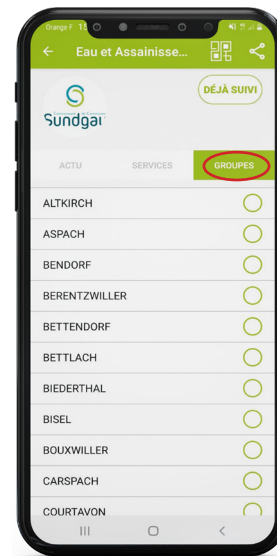 Orange F
Eau et Assainisse...
Sundgau
DÉJÀ SUIVI
ACTU SERVICES GROUPES
ALTKIRCH
ASPACH
BENDORF
BERENTZWILLER
BETTENDORF
BETTLACH
BIEDERTHAL
BISEL
BOUXWILLER
CARSPACH
COURTAVON